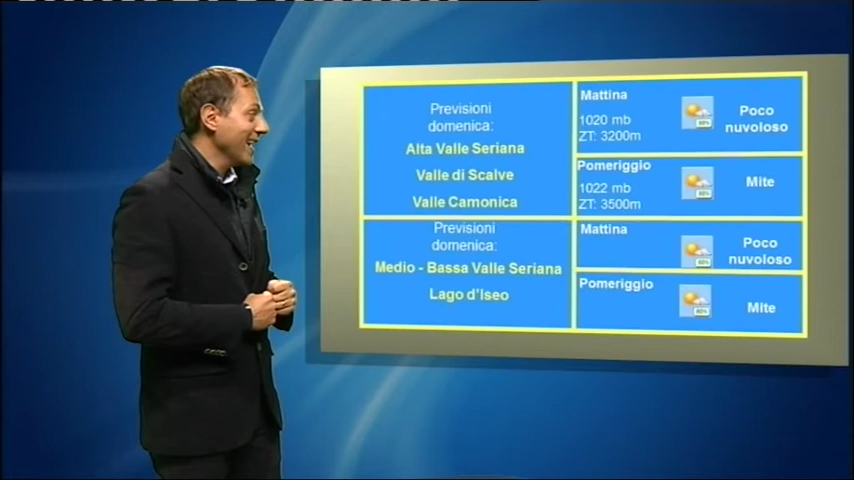 Previsioni
domenica:
Alta Valle Seriana
Valle di Scalve
Valle Camonica
Mattina
1020 mb
ZT: 3200m
Poco
nuvoloso
Pomeriggio
1022 mb
ZT: 3500m
Mite
Previsioni
domenica:
Medio - Bassa Valle Seriana
Lago d'Iseo
Mattina
Poco
nuvoloso
Pomeriggio
Mite